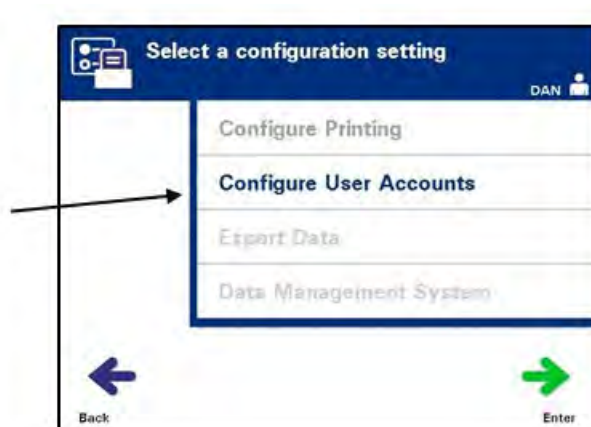 Select a configuration setting
DAN
Configure Printing
Configure User Accounts
Export Data
Data Management System
Back
Enter